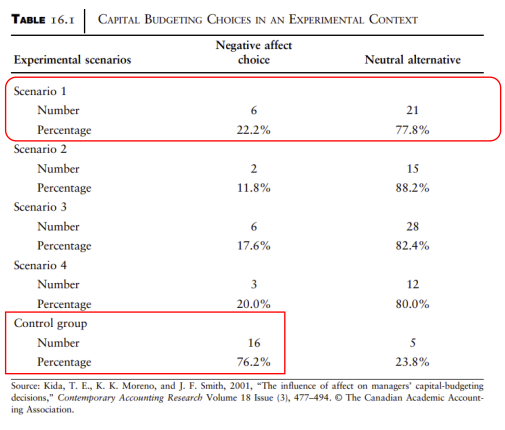 TABLE 16.1 CAPITAL BUDGETING CHOICES IN AN EXPERIMENTAL CONTEXT
Negative affect
Experimental scenarios choice Neutral alternative
Scenario 1
Number 6 21
Percentage 22.2% 77.8%
Scenario 2
Number 2 15
Percentage 11.8% 88.2%
Scenario 3
Number 6 28
Percentage 17.6% 82.4%
Scenario 4
Number 3 12
Percentage 20.0% 80.0%
Control group
Number 16 5
Percentage 76.2% 23.8%
Source: Kida, T. E., K. K. Moreno, and J. F. Smith, 2001, “The influence of affect on managers’ capital-budgeting
decisions,” Contemporary Accounting Research Volume 18 Issue (3), 477–494. © The Canadian Academic Account-
ing Association.